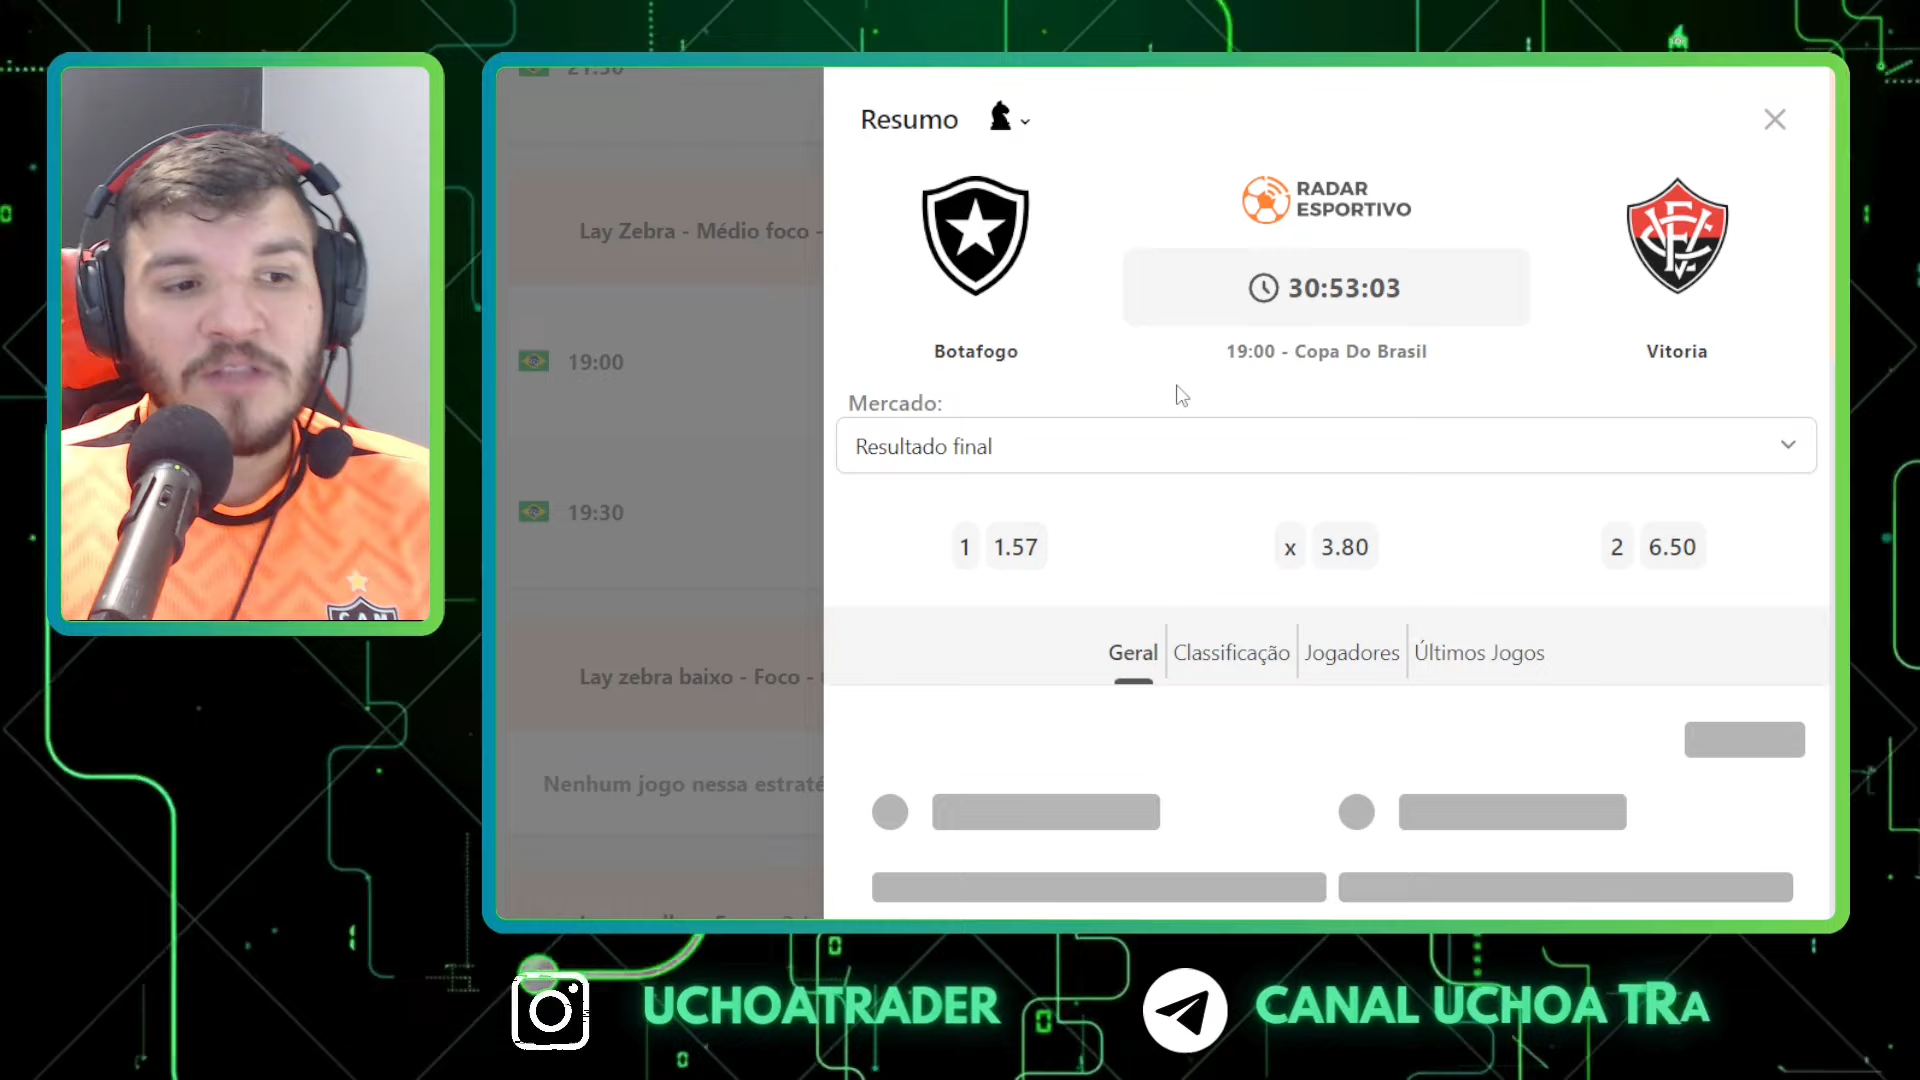 21:30
Lay Zebra - Médio foco -
19:00
19:30
Lay zebra baixo - Foco -
Nenhum jogo nessa estraté
Resumo
RADAR
ESPORTIVO
30:53:03
Botafogo
19:00 - Copa Do Brasil
Vitoria
Mercado:
Resultado final
1 1.57
x 3.80
2 6.50
Geral Classificação Jogadores Últimos Jogos
CAM
UCHOATRADER
CANAL UCHOA TRA